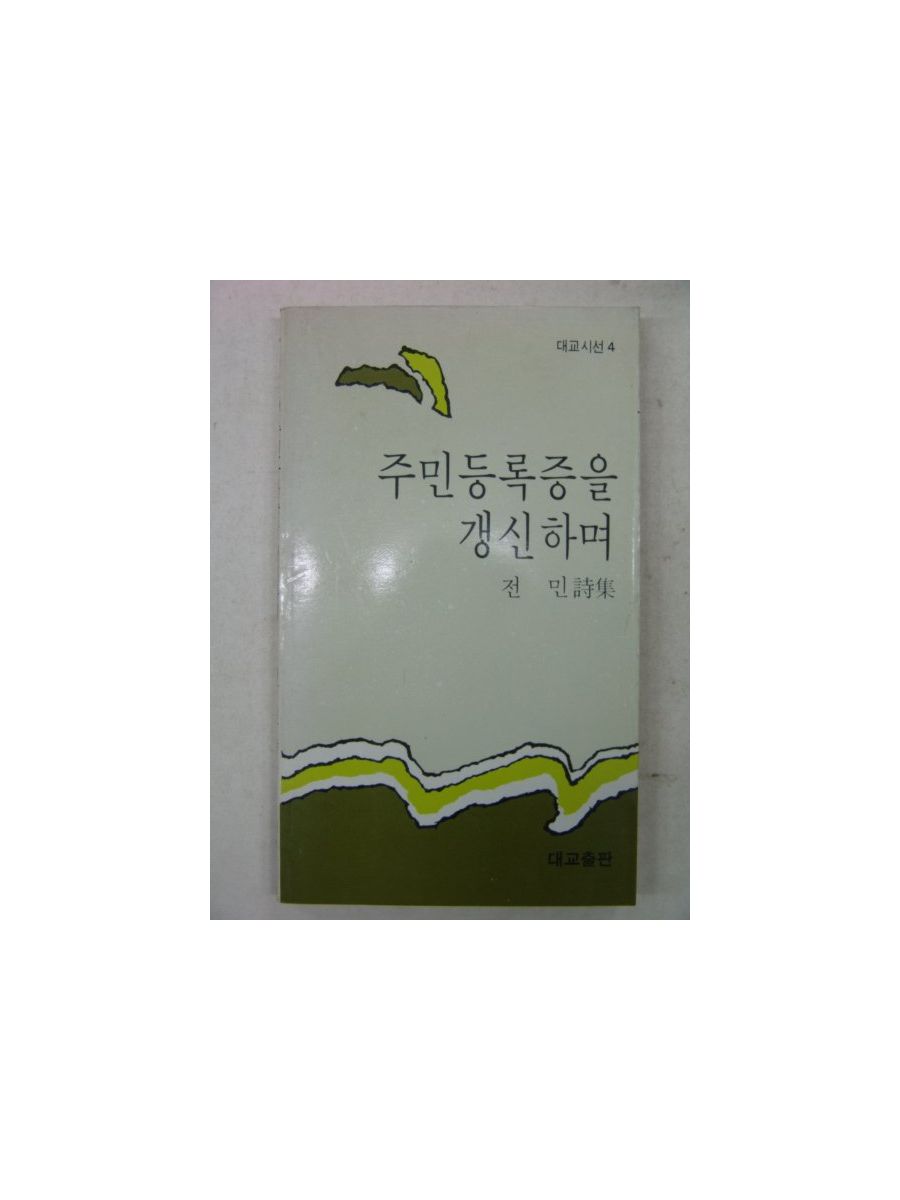 대교시선 4
주민등록증을
갱신하며
전 민 詩集
대교출판